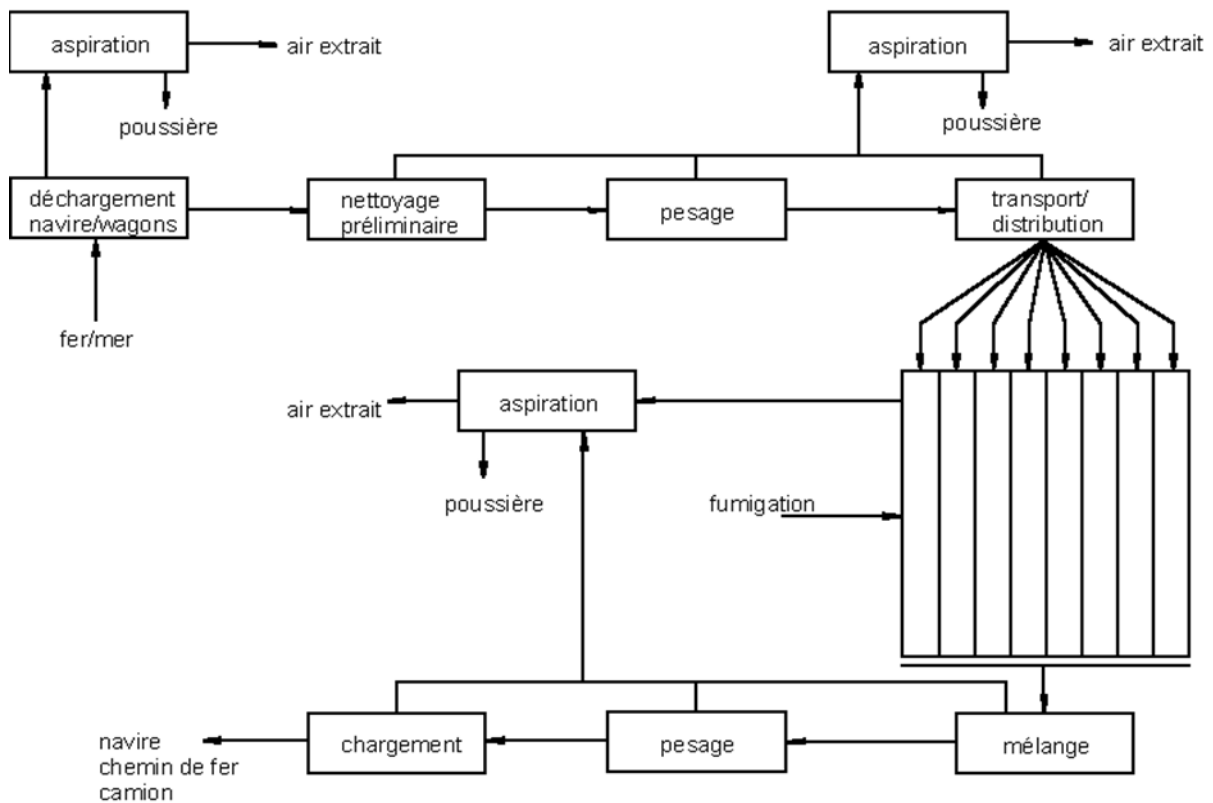 aspiration
air extrait
poussière
aspiration
air extrait
poussière
déchargement
navire/wagons
nettoyage
préliminaire
pesage
transport/
distribution
fer/mer
air extrait
aspiration
poussière
fumigation
navire
chemin de fer
camion
chargement
pesage
mélange